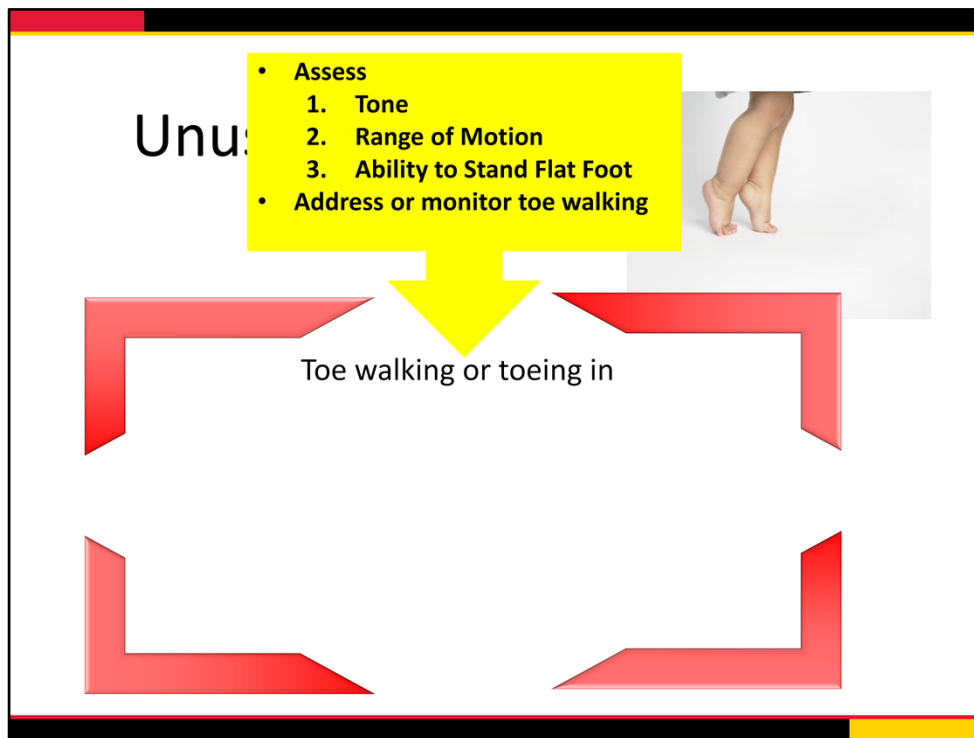 • Assess
1. Tone
2. Range of Motion
3. Ability to Stand Flat Foot
• Address or monitor toe walking
Toe walking or toeing in